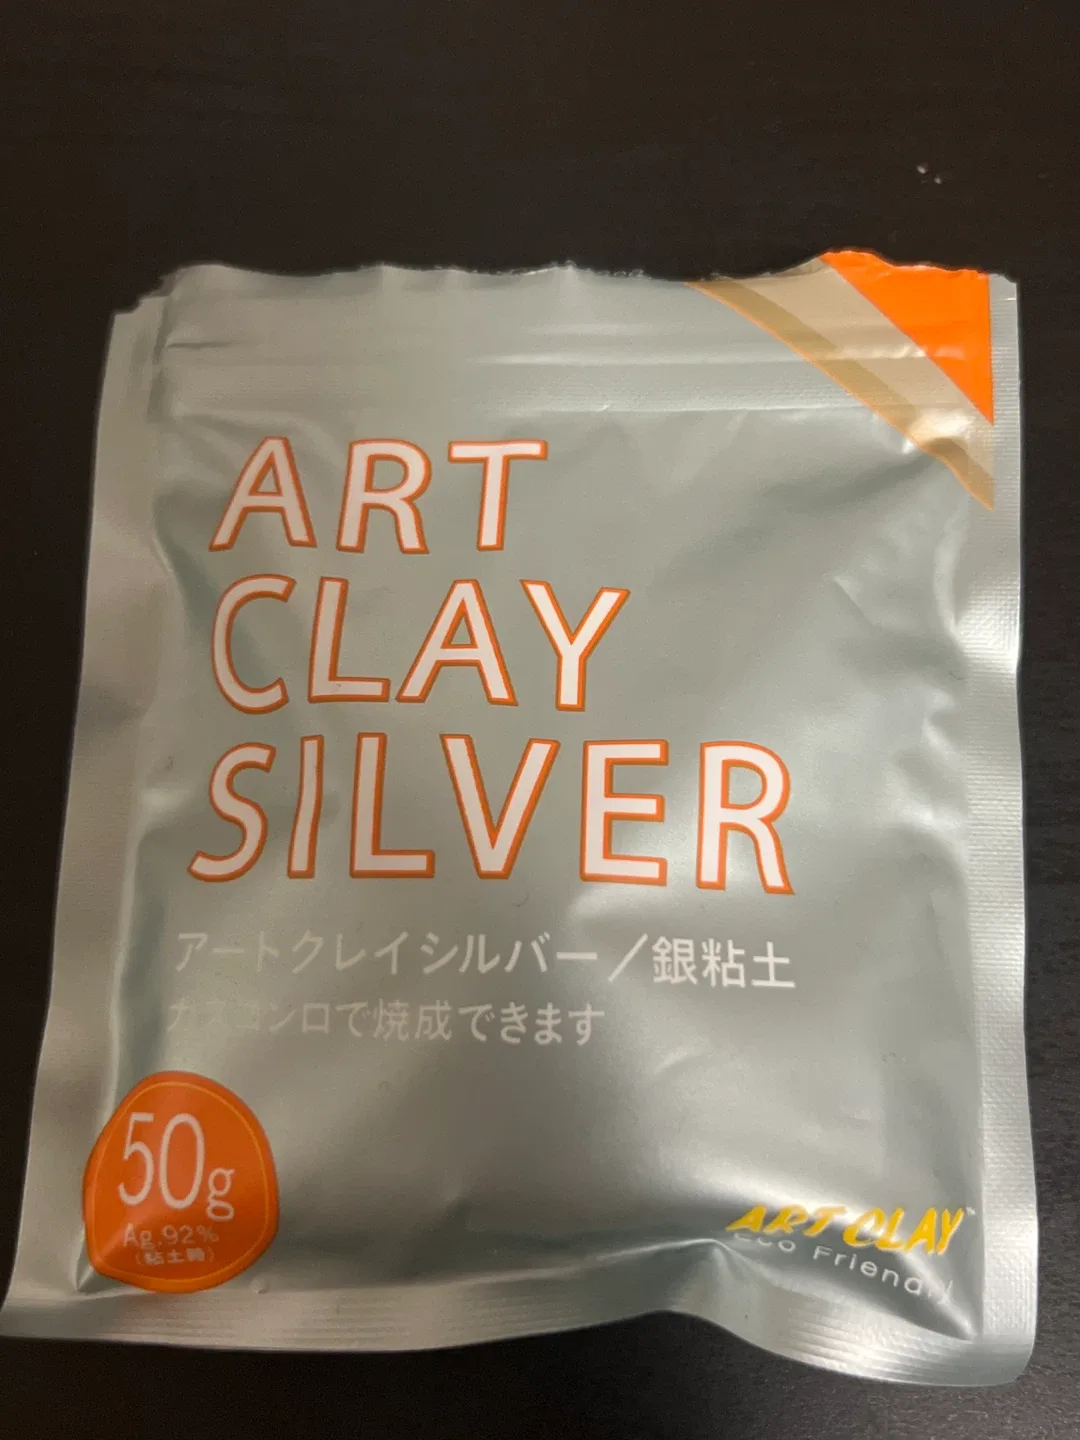 ART
CLAY
SILVER
アートクレイシルバー／銀粘土
ガスコンロで焼成できます
50g
Ag.92%
(粘土時)
ART CLAY™
Eco Friendly